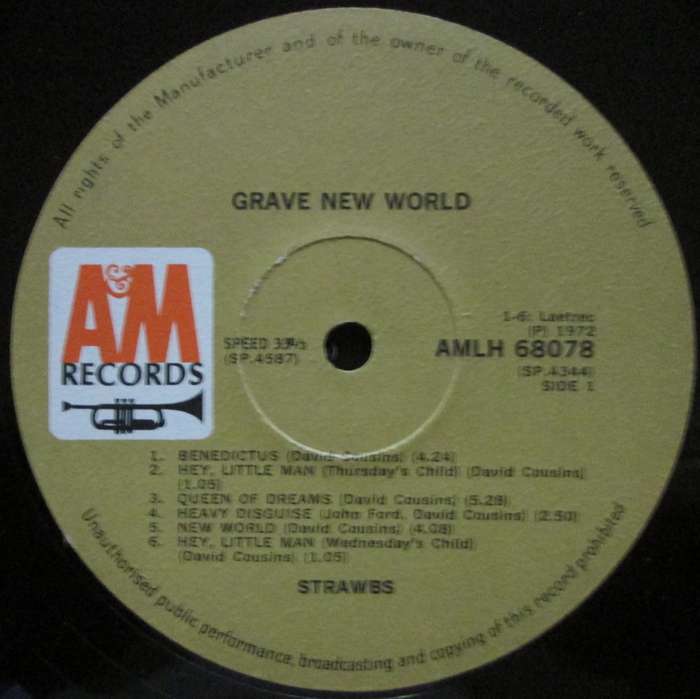 All rights of the Manufacturer and of the owner of the recorded work reserved
GRAVE NEW WORLD
A&M
RECORDS
SPEED 33⅓
(SP.4587)
1-6: Laetrec
(P) 1972
AMLH 68078
(SP.4344)
SIDE 1
1. BENEDICTUS (David Cousins) (4.24)
2. HEY, LITTLE MAN (Thursday's Child) (David Cousins)
(1.05)
3. QUEEN OF DREAMS (David Cousins) (5.28)
4. HEAVY DISGUISE (John Ford, David Cousins) (2.50)
5. NEW WORLD (David Cousins) (4.08)
6. HEY, LITTLE MAN (Wednesday's Child)
(David Cousins) (1.05)
STRAWBS
Unauthorised public performance, broadcasting and copying of this record prohibited